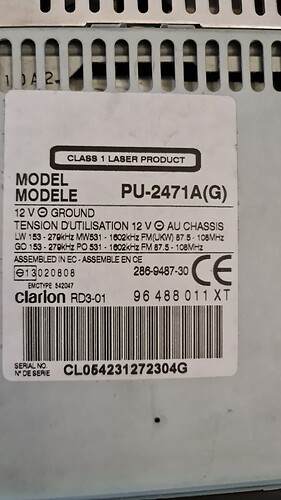 CLASS 1 LASER PRODUCT
MODEL
MODELE PU-2471A(G)
12 V ⊖ GROUND
TENSION D'UTILISATION 12 V ⊖ AU CHASSIS
LW 153 - 279kHz MW531 - 1602kHz FM(UKW) 87.5 - 108MHz
GO 153 - 279kHz PO 531 - 1602kHz FM 87.5 - 108MHz
ASSEMBLED IN EC - ASSEMBLE EN CE
13020808 286-9487-30 CE
EMCTYPE 542047
clarion RD3-01 96 488 011 XT
SERIAL NO.
N° DE SERIE CL054231272304G